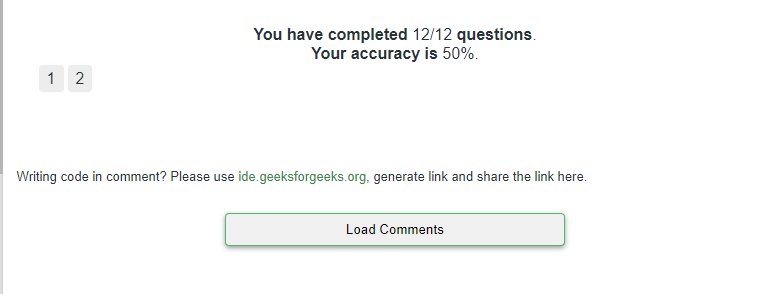 You have completed 12/12 questions.
Your accuracy is 50%.
1 2
Writing code in comment? Please use ide.geeksforgeeks.org, generate link and share the link here.
Load Comments